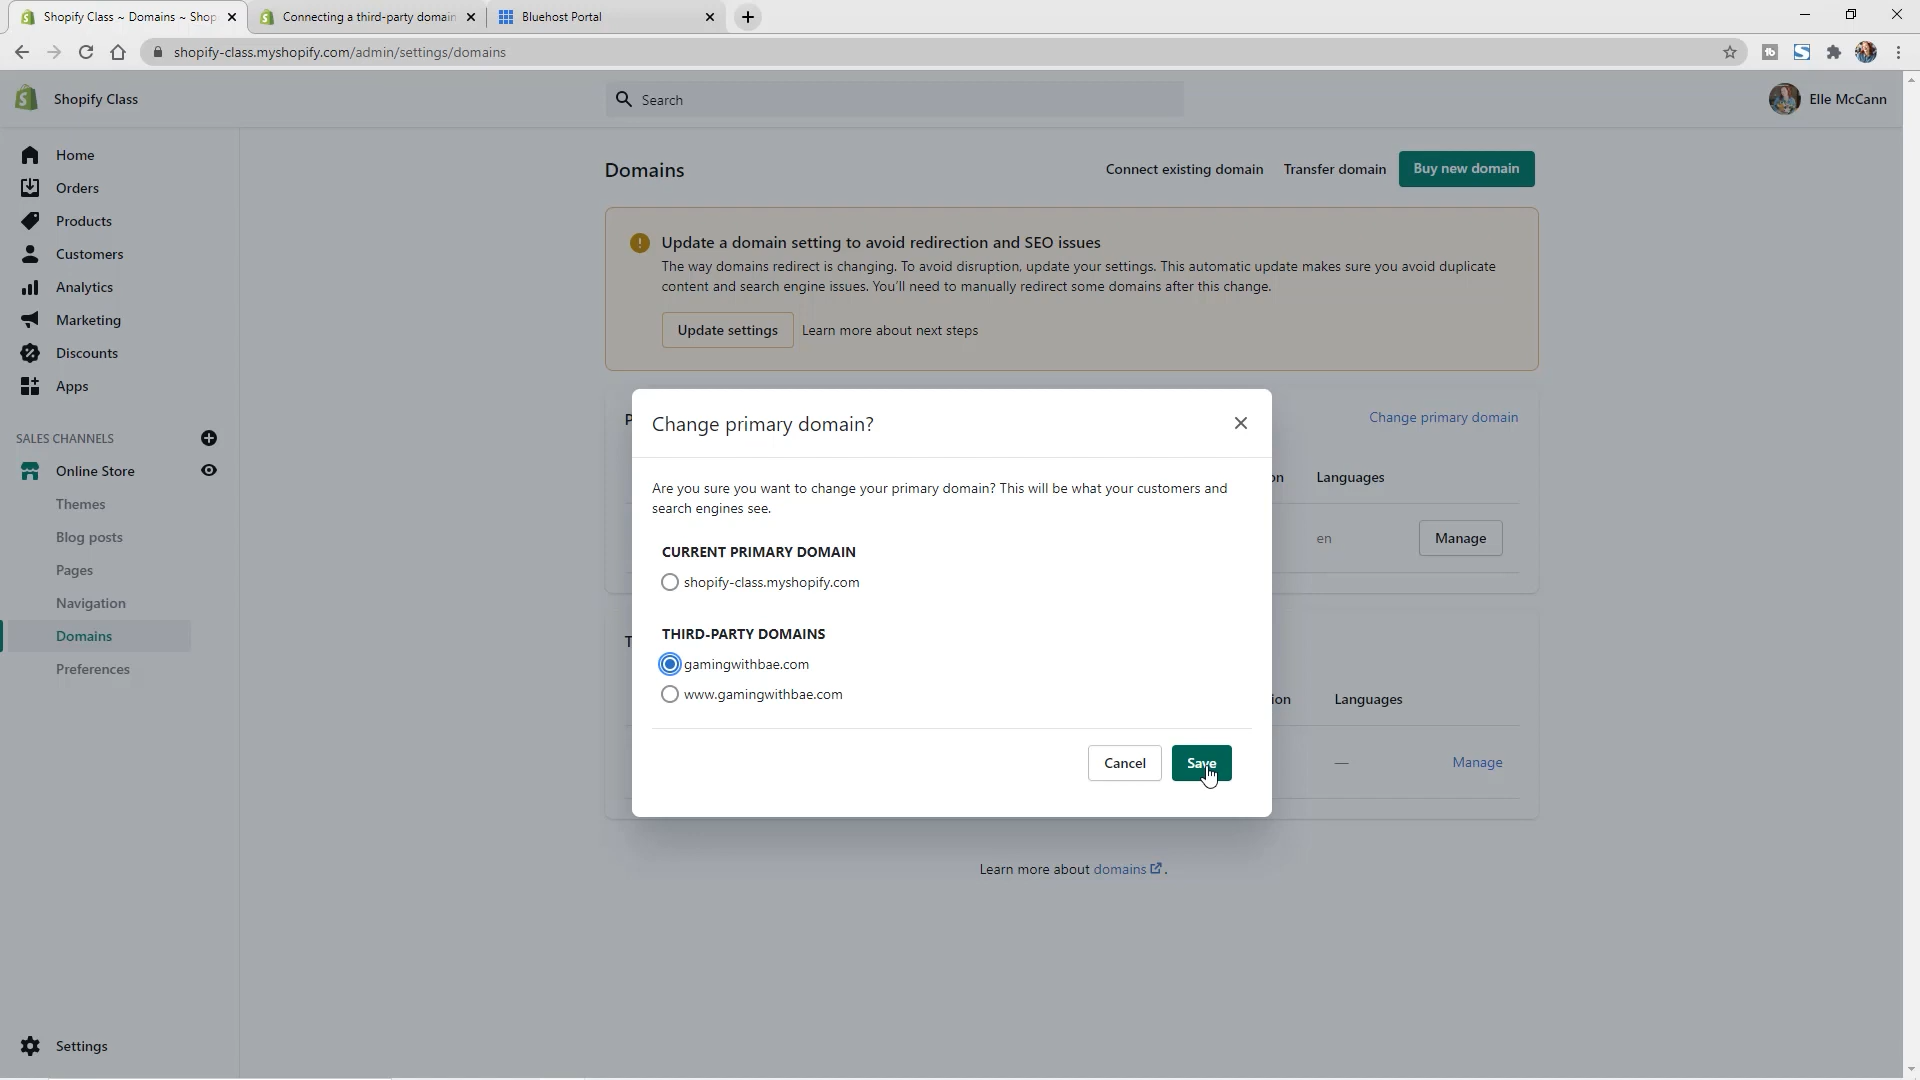 Shopify Class ~ Domains ~ Shop
Connecting a third-party domain
Bluehost Portal
shopify-class.myshopify.com/admin/settings/domains
Shopify Class
Search
Elle McCann
Home
Orders
Products
Customers
Analytics
Marketing
Discounts
Apps
SALES CHANNELS
Online Store
Themes
Blog posts
Pages
Navigation
Domains
Preferences
Settings
Domains
Connect existing domain
Transfer domain
Buy new domain
Update a domain setting to avoid redirection and SEO issues
The way domains redirect is changing. To avoid disruption, update your settings. This automatic update makes sure you avoid duplicate
content and search engine issues. You'll need to manually redirect some domains after this change.
Update settings
Learn more about next steps
Change primary domain
Languages
en
Manage
Change primary domain?
Are you sure you want to change your primary domain? This will be what your customers and
search engines see.
CURRENT PRIMARY DOMAIN
shopify-class.myshopify.com
THIRD-PARTY DOMAINS
gamingwithbae.com
www.gamingwithbae.com
Cancel
Save
Languages
—
Manage
Learn more about domains.